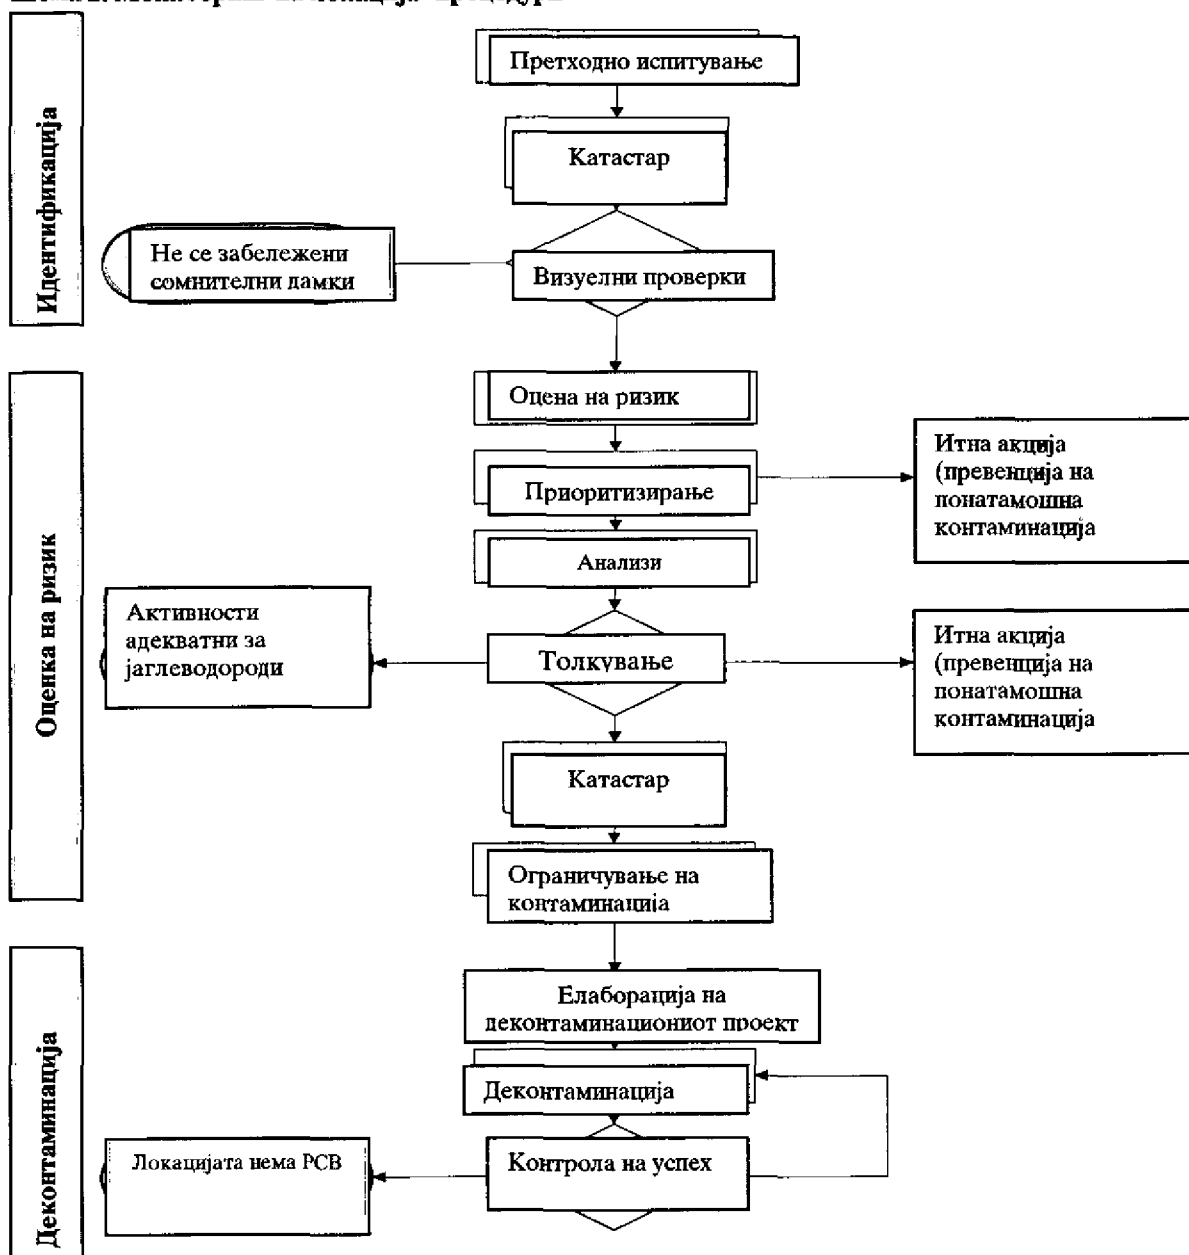 Идентификација
Претходно испитување
Катастар
Не се забележени
сомнителни дамки
Визуелни проверки
Оценка на ризик
Оцена на ризик
Приоритизирање
Итна акција
(превенција на
понатамошна
контаминација
Анализи
Активности
адекватни за
јаглеводороди
Толкување
Итна акција
(превенција на
понатамошна
контаминација
Катастар
Ограничување на
контаминација
Деконтаминација
Елаборација на
деконтаминациониот проект
Деконтаминација
Локацијата нема РСВ
Контрола на успех